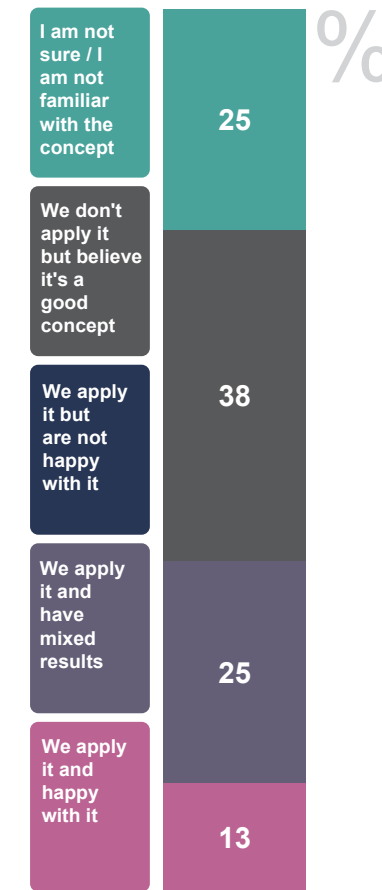 I am not
sure / I
am not
familiar
with the
concept
%
25
We don't
apply it
but believe
it's a
good
concept
38
We apply
it but
are not
happy
with it
We apply
it and
have
mixed
results
25
We apply
it and
happy
with it
13